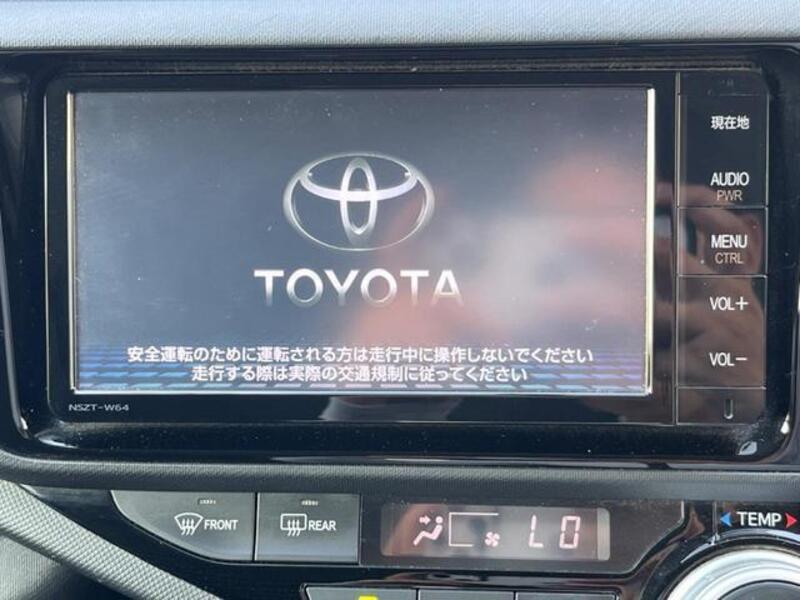 現在地
AUDIO
PWR
MENU
CTRL
VOL+
VOL-
TOYOTA
安全運転のために運転される方は走行中に操作しないでください
走行する際は実際の交通規制に従ってください
NSZT-W64
FRONT
REAR
LO
TEMP